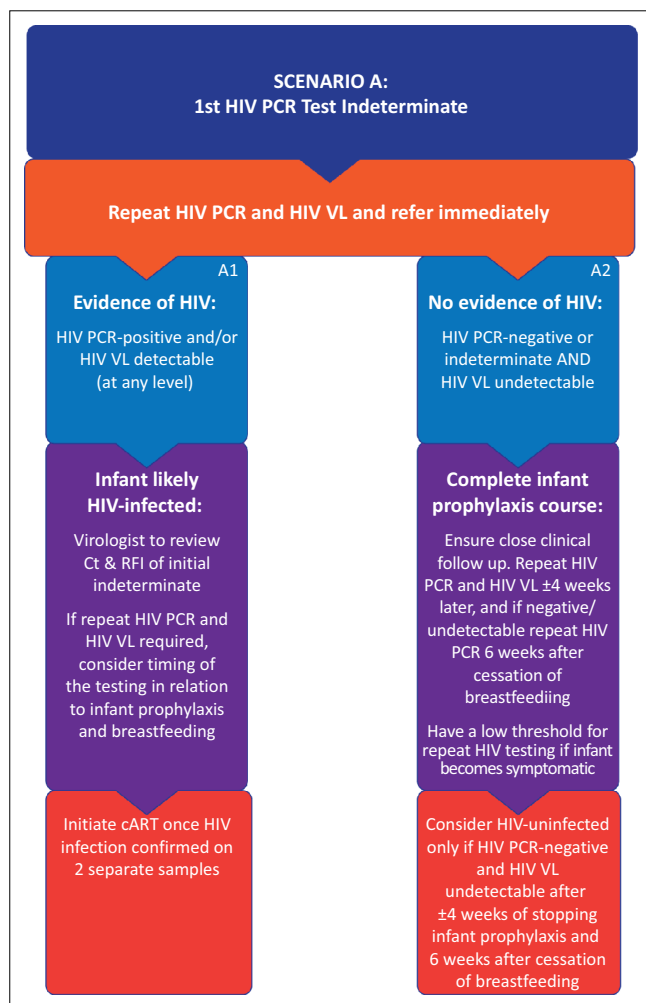 SCENARIO A:
1st HIV PCR Test Indeterminate
Repeat HIV PCR and HIV VL and refer immediately
A1
Evidence of HIV:
HIV PCR-positive and/or
HIV VL detectable
(at any level)
Infant likely
HIV-infected:
Virologist to review
Ct & RFI of initial
indeterminate
If repeat HIV PCR and
HIV VL required,
consider timing of
the testing in relation
to infant prophylaxis
and breastfeeding
Initiate cART once HIV
infection confirmed on
2 separate samples
A2
No evidence of HIV:
HIV PCR-negative or
indeterminate AND
HIV VL undetectable
Complete infant
prophylaxis course:
Ensure close clinical
follow up. Repeat HIV
PCR and HIV VL ±4 weeks
later, and if negative/
undetectable repeat HIV
PCR 6 weeks after
cessation of
breastfeediing
Have a low threshold for
repeat HIV testing if infant
becomes symptomatic
Consider HIV-uninfected
only if HIV PCR-negative
and HIV VL
undetectable after
±4 weeks of stopping
infant prophylaxis and
6 weeks after cessation
of breastfeeding